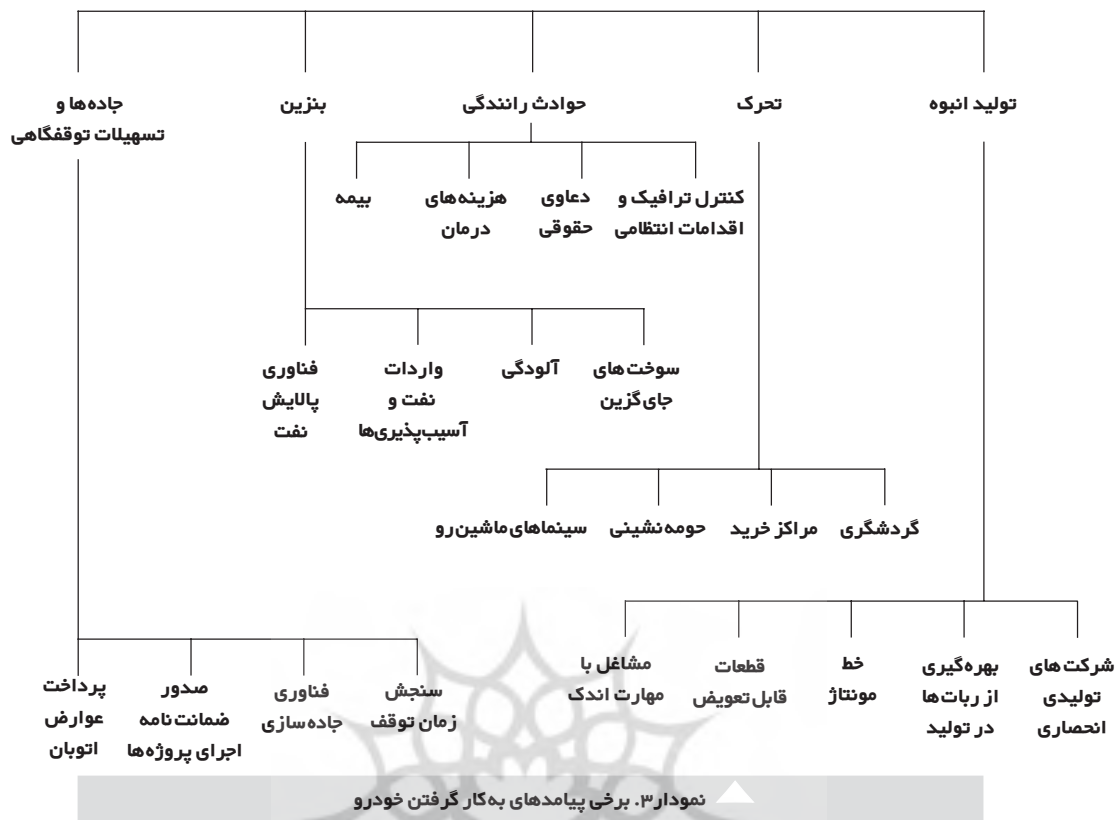 تولید انبوه
تحرک
حوادث رانندگی
بنزین
جاده‌ها و
تسهیلات توقفگاهی
کنترل ترافیک و
اقدامات انتظامی
دعاوی
حقوقی
هزینه‌های
درمان
بیمه
سوخت‌های
جای‌گزین
آلودگی
واردات
نفت و
آسیب‌پذیری‌ها
فناوری
پالایش
نفت
گردشگری
مراکز خرید
حومه‌نشینی
سینماهای ماشین‌رو
شرکت‌های
تولیدی
انحصاری
بهره‌گیری
از ربات‌ها
در تولید
خط
مونتاژ
قطعات
قابل‌تعویض
مشاغل با
مهارت اندک
سنجش
زمان توقف
فناوری
جاده‌سازی
صدور
ضمانت‌نامه
اجرای پروژه‌ها
پرداخت
عوارض
اتوبان
نمودار۳. برخی پیامدهای به‌کار گرفتن خودرو